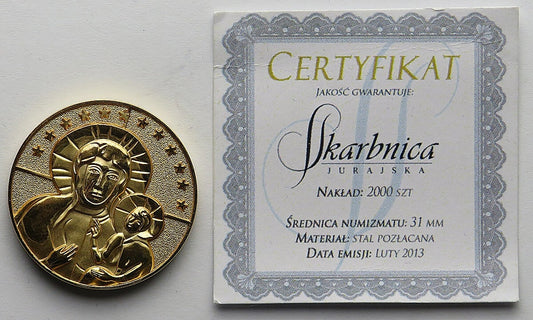 CERTYFIKAT
JAKOŚĆ GWARANTUJE:
Skarbnica
JURAJSKA
NAKŁAD: 2000 SZT
ŚREDNICA NUMIZMATU: 31 MM
MATERIAŁ: STAL POZŁACANA
DATA EMISJI: LUTY 2013